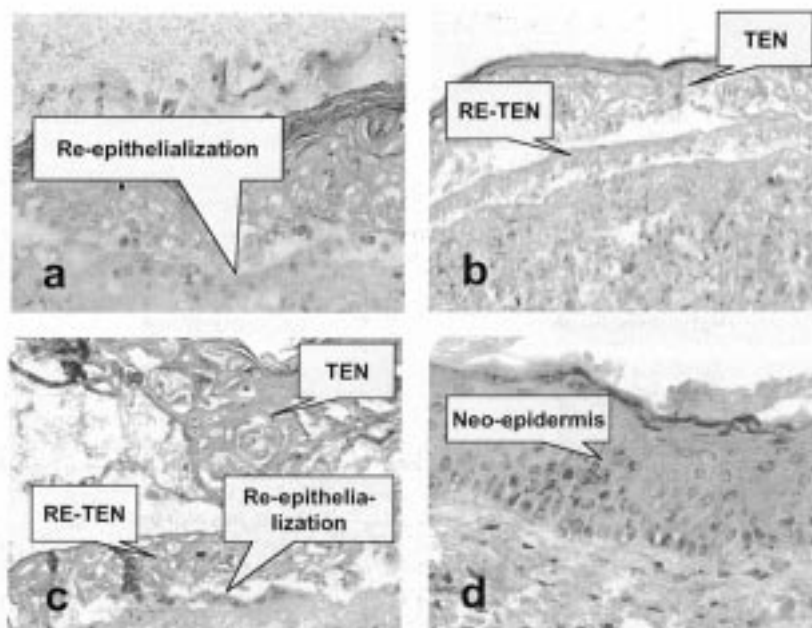 Re-epithelialization
a
TEN
RE-TEN
b
TEN
RE-TEN
Re-epithelia-
lization
c
Neo-epidermis
d